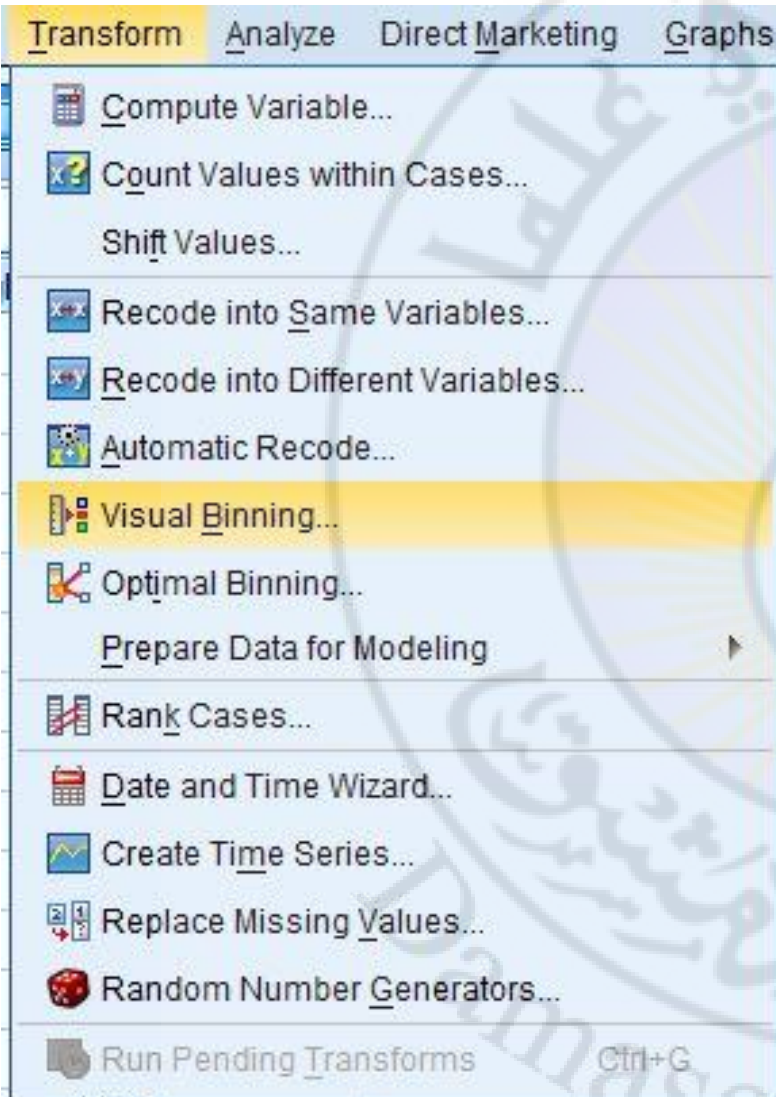 Transform Analyze Direct Marketing Graphs
Compute Variable...
Count Values within Cases...
Shift Values...
Recode into Same Variables...
Recode into Different Variables...
Automatic Recode...
Visual Binning...
Optimal Binning...
Prepare Data for Modeling
Rank Cases...
Date and Time Wizard...
Create Time Series...
Replace Missing Values...
Random Number Generators...
Run Pending Transforms Ctrl+G
Damasc